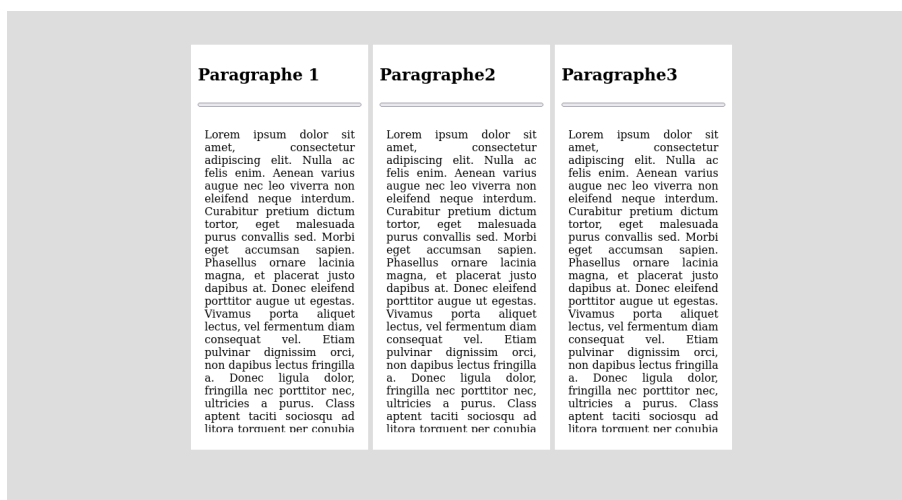 Paragraphe 1
Lorem ipsum dolor sit
amet, consectetur
adipiscing elit. Nulla ac
felis enim. Aenean varius
augue nec leo viverra non
eleifend neque interdum.
Curabitur pretium dictum
tortor, eget malesuada
purus convallis sed. Morbi
eget accumsan sapien.
Phasellus ornare lacinia
magna, et placerat justo
dapibus at. Donec eleifend
porttitor augue ut egestas.
Vivamus porta aliquet
lectus, vel fermentum diam
consequat vel. Etiam
pulvinar dignissim orci,
non dapibus lectus fringilla
a. Donec ligula dolor,
fringilla nec porttitor nec,
ultricies a purus. Class
aptent taciti sociosqu ad
litora torquent per conubia
Paragraphe2
Lorem ipsum dolor sit
amet, consectetur
adipiscing elit. Nulla ac
felis enim. Aenean varius
augue nec leo viverra non
eleifend neque interdum.
Curabitur pretium dictum
tortor, eget malesuada
purus convallis sed. Morbi
eget accumsan sapien.
Phasellus ornare lacinia
magna, et placerat justo
dapibus at. Donec eleifend
porttitor augue ut egestas.
Vivamus porta aliquet
lectus, vel fermentum diam
consequat vel. Etiam
pulvinar dignissim orci,
non dapibus lectus fringilla
a. Donec ligula dolor,
fringilla nec porttitor nec,
ultricies a purus. Class
aptent taciti sociosqu ad
litora torquent per conubia
Paragraphe3
Lorem ipsum dolor sit
amet, consectetur
adipiscing elit. Nulla ac
felis enim. Aenean varius
augue nec leo viverra non
eleifend neque interdum.
Curabitur pretium dictum
tortor, eget malesuada
purus convallis sed. Morbi
eget accumsan sapien.
Phasellus ornare lacinia
magna, et placerat justo
dapibus at. Donec eleifend
porttitor augue ut egestas.
Vivamus porta aliquet
lectus, vel fermentum diam
consequat vel. Etiam
pulvinar dignissim orci,
non dapibus lectus fringilla
a. Donec ligula dolor,
fringilla nec porttitor nec,
ultricies a purus. Class
aptent taciti sociosqu ad
litora torquent per conubia